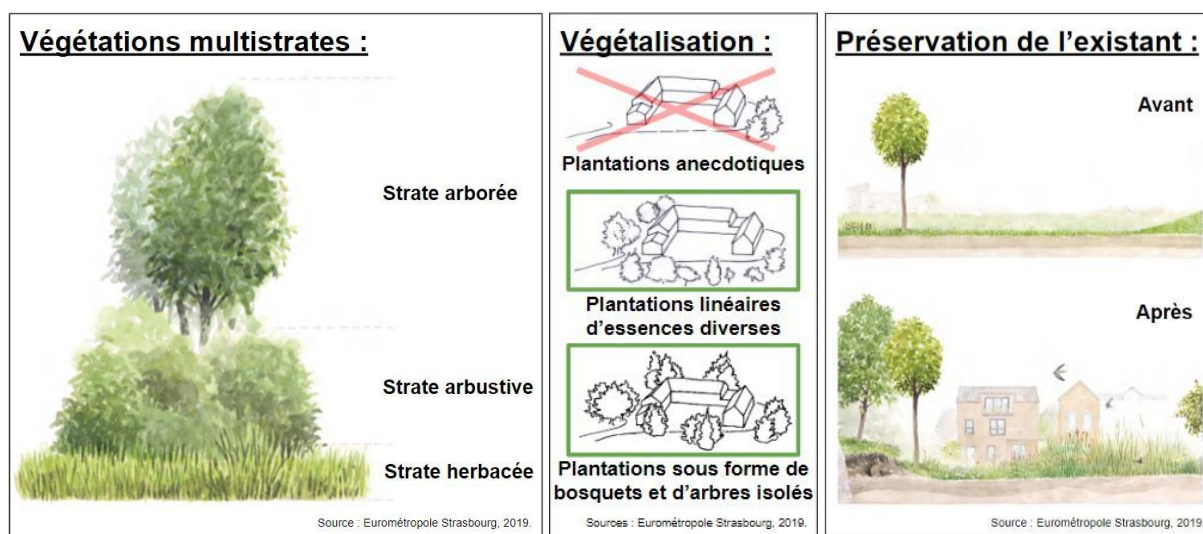 Végétations multistrates :
Strate arborée
Strate arbustive
Strate herbacée
Source : Eurométropole Strasbourg, 2019.
Végétalisation :
Plantations anecdotiques
Plantations linéaires
d'essences diverses
Plantations sous forme de
bosquets et d'arbres isolés
Sources : Eurométropole Strasbourg, 2019.
Préservation de l'existant :
Avant
Après
Source : Eurométropole Strasbourg, 2019